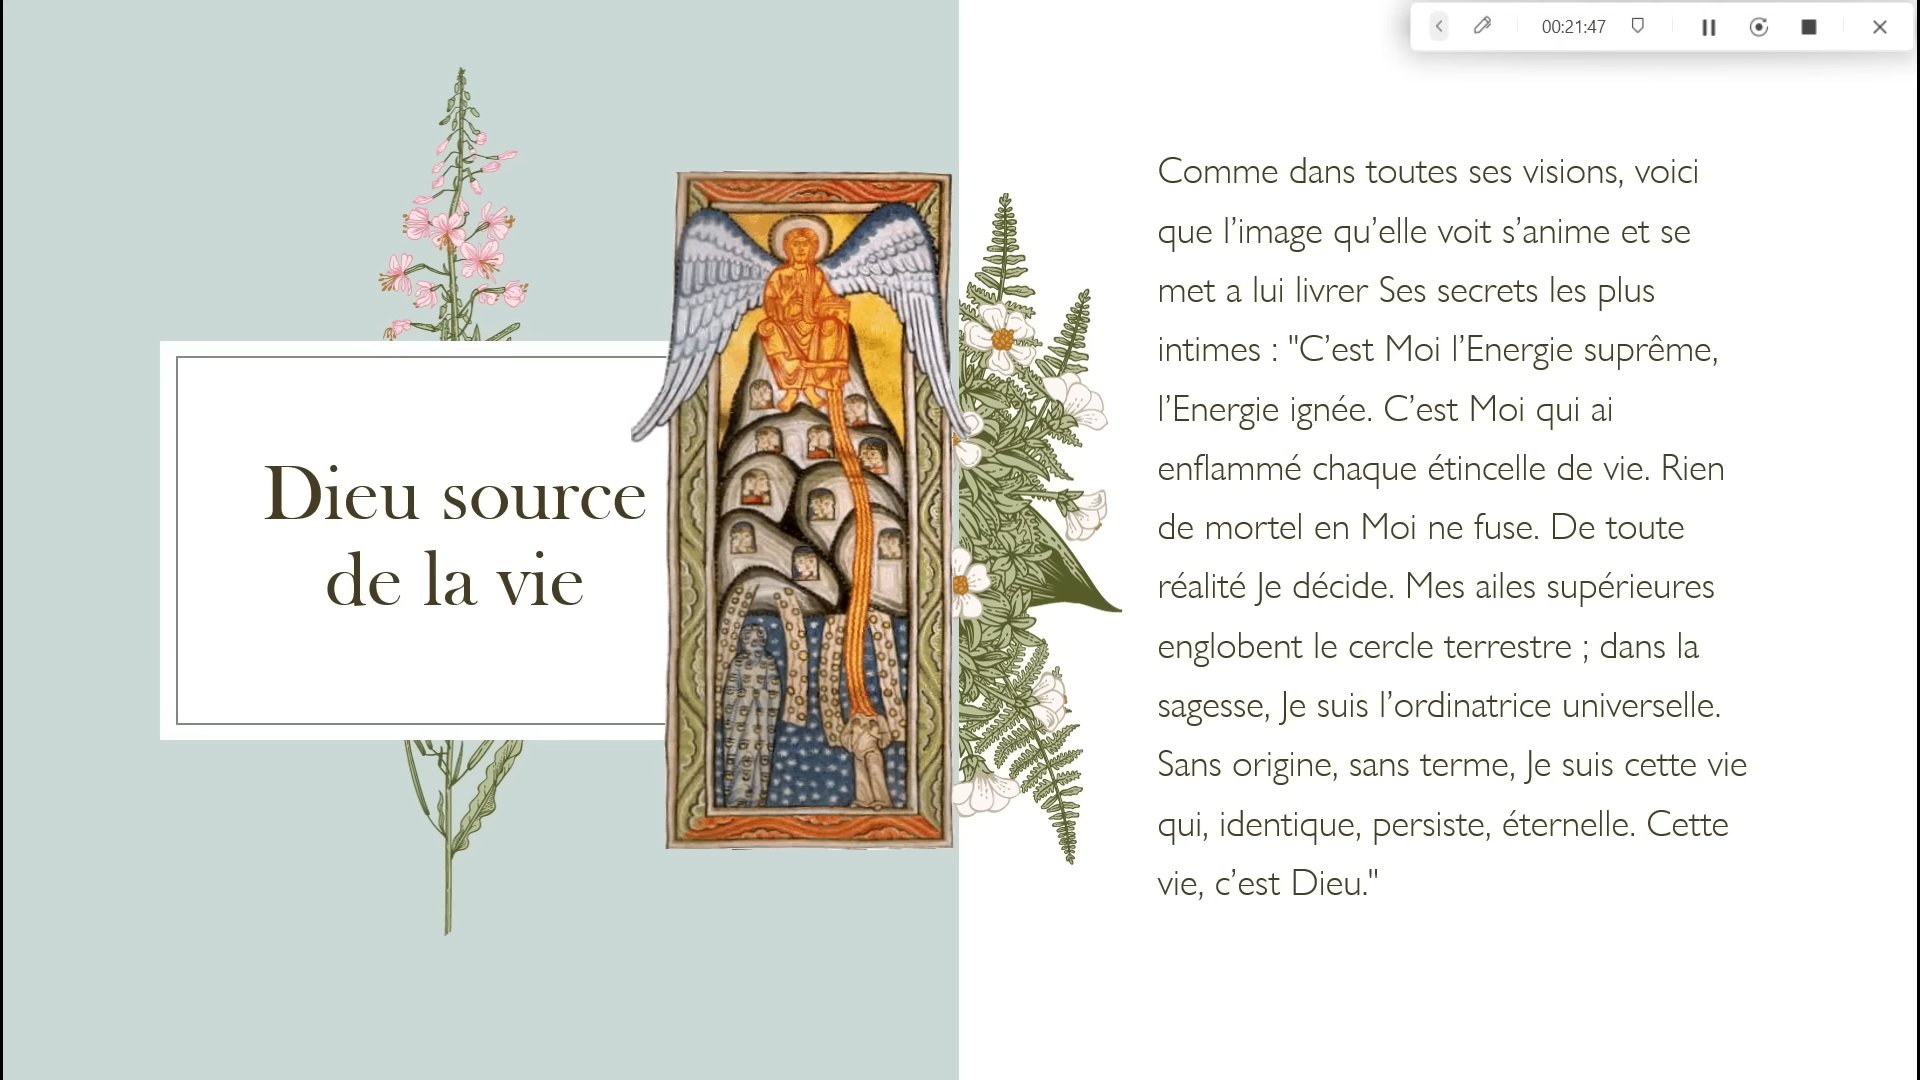 00:21:47
Dieu source
de la vie
Comme dans toutes ses visions, voici
que l’image qu’elle voit s’anime et se
met a lui livrer Ses secrets les plus
intimes : "C’est Moi l’Energie suprême,
l’Energie ignée. C’est Moi qui ai
enflammé chaque étincelle de vie. Rien
de mortel en Moi ne fuse. De toute
réalité Je décide. Mes ailes supérieures
englobent le cercle terrestre ; dans la
sagesse, Je suis l’ordinatrice universelle.
Sans origine, sans terme, Je suis cette vie
qui, identique, persiste, éternelle. Cette
vie, c’est Dieu."